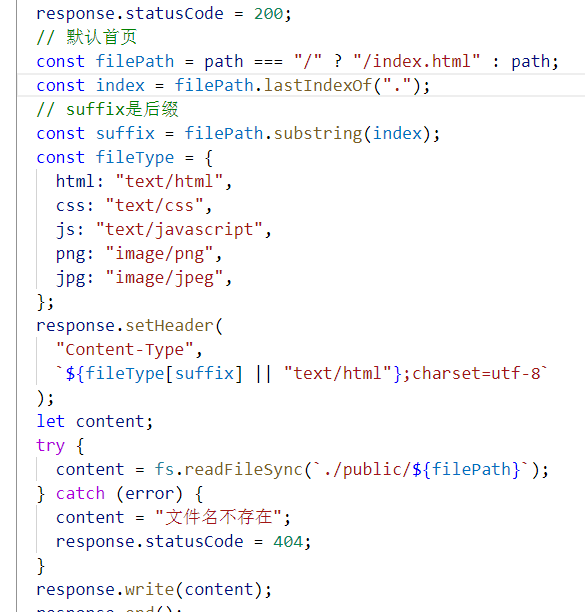 response.statusCode = 200;
// 默认首页
const filePath = path === "/" ? "/index.html" : path;
const index = filePath.lastIndexOf(".");
// suffix是后缀
const suffix = filePath.substring(index);
const fileType = {
html: "text/html",
css: "text/css",
js: "text/javascript",
png: "image/png",
jpg: "image/jpeg",
};
response.setHeader(
"Content-Type",
`${fileType[suffix] || "text/html"};charset=utf-8`
);
let content;
try {
content = fs.readFileSync(`./public/${filePath}`);
} catch (error) {
content = "文件名不存在";
response.statusCode = 404;
}
response.write(content);
response.end();